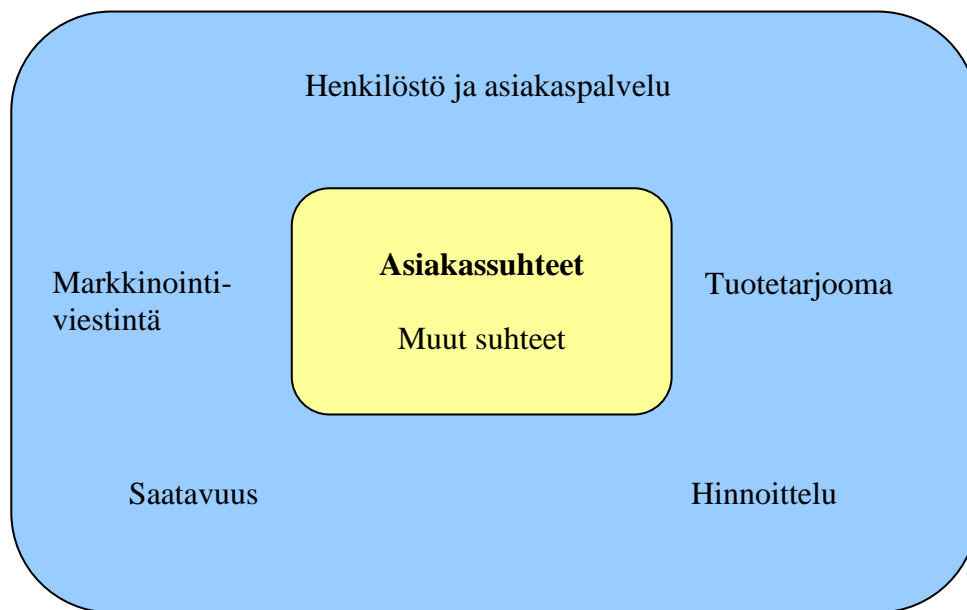 Henkilöstö ja asiakaspalvelu
Markkinointi-
viestintä
Asiakassuhteet
Muut suhteet
Tuotetarjooma
Saatavuus
Hinnoittelu